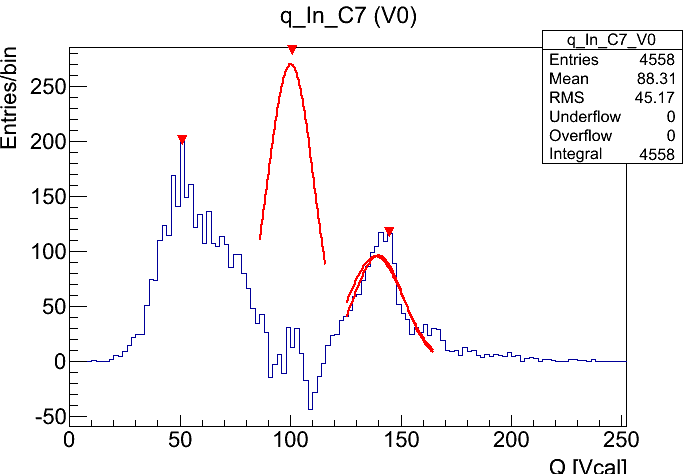 q_In_C7 (V0)
q_In_C7_V0
Entries 4558
Mean 88.31
RMS 45.17
Underflow 0
Overflow 0
Integral 4558
Entries/bin
250
200
150
100
50
0
-50
0 50 100 150 200 250
Q [Vcal]